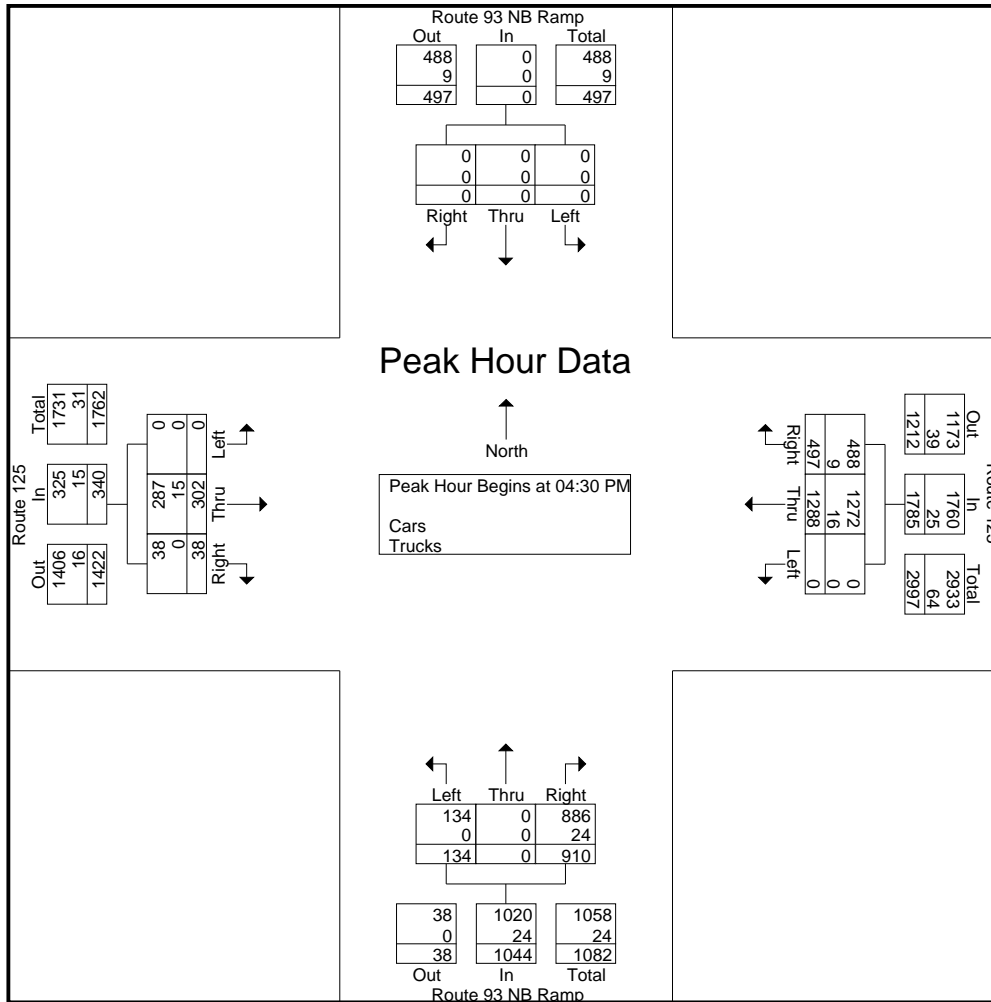 Route 93 NB Ramp
Out In Total
488 0 488
9 0 9
497 0 497
0 0 0
0 0 0
0 0 0
Right Thru Left
Peak Hour Data
North
Peak Hour Begins at 04:30 PM
Cars
Trucks
Route 125
Total In Out
1731 325 1406
31 15 16
1762 340 1422
0 287 38
0 15 0
0 302 38
Left Thru Right
Out In Total
1173 1760 2933
39 25 64
1212 1785 2997
488 1272 0
9 16 0
497 1288 0
Right Thru Left
Left Thru Right
134 0 886
0 0 24
134 0 910
38 1020 1058
0 24 24
38 1044 1082
Out In Total
Route 93 NB Ramp